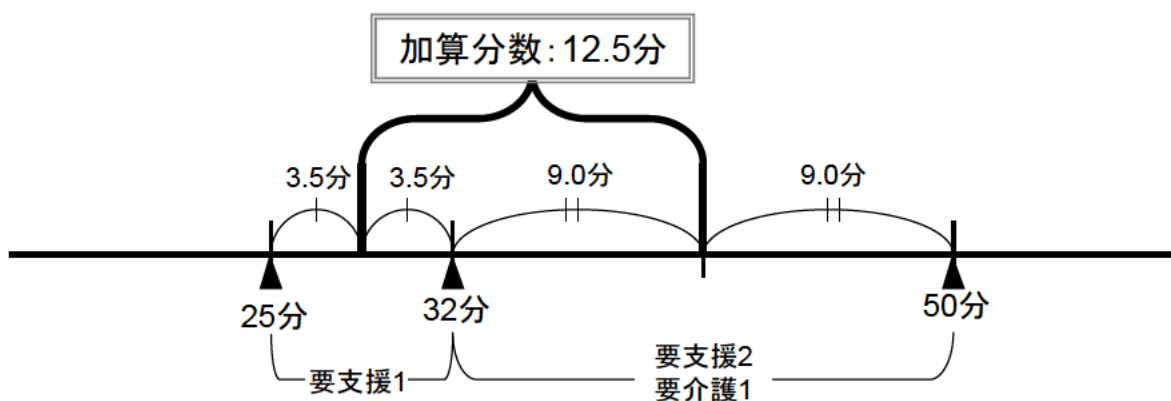 加算分数:12.5分
3.5分
3.5分
9.0分
9.0分
25分
32分
50分
要支援1
要支援2
要介護1